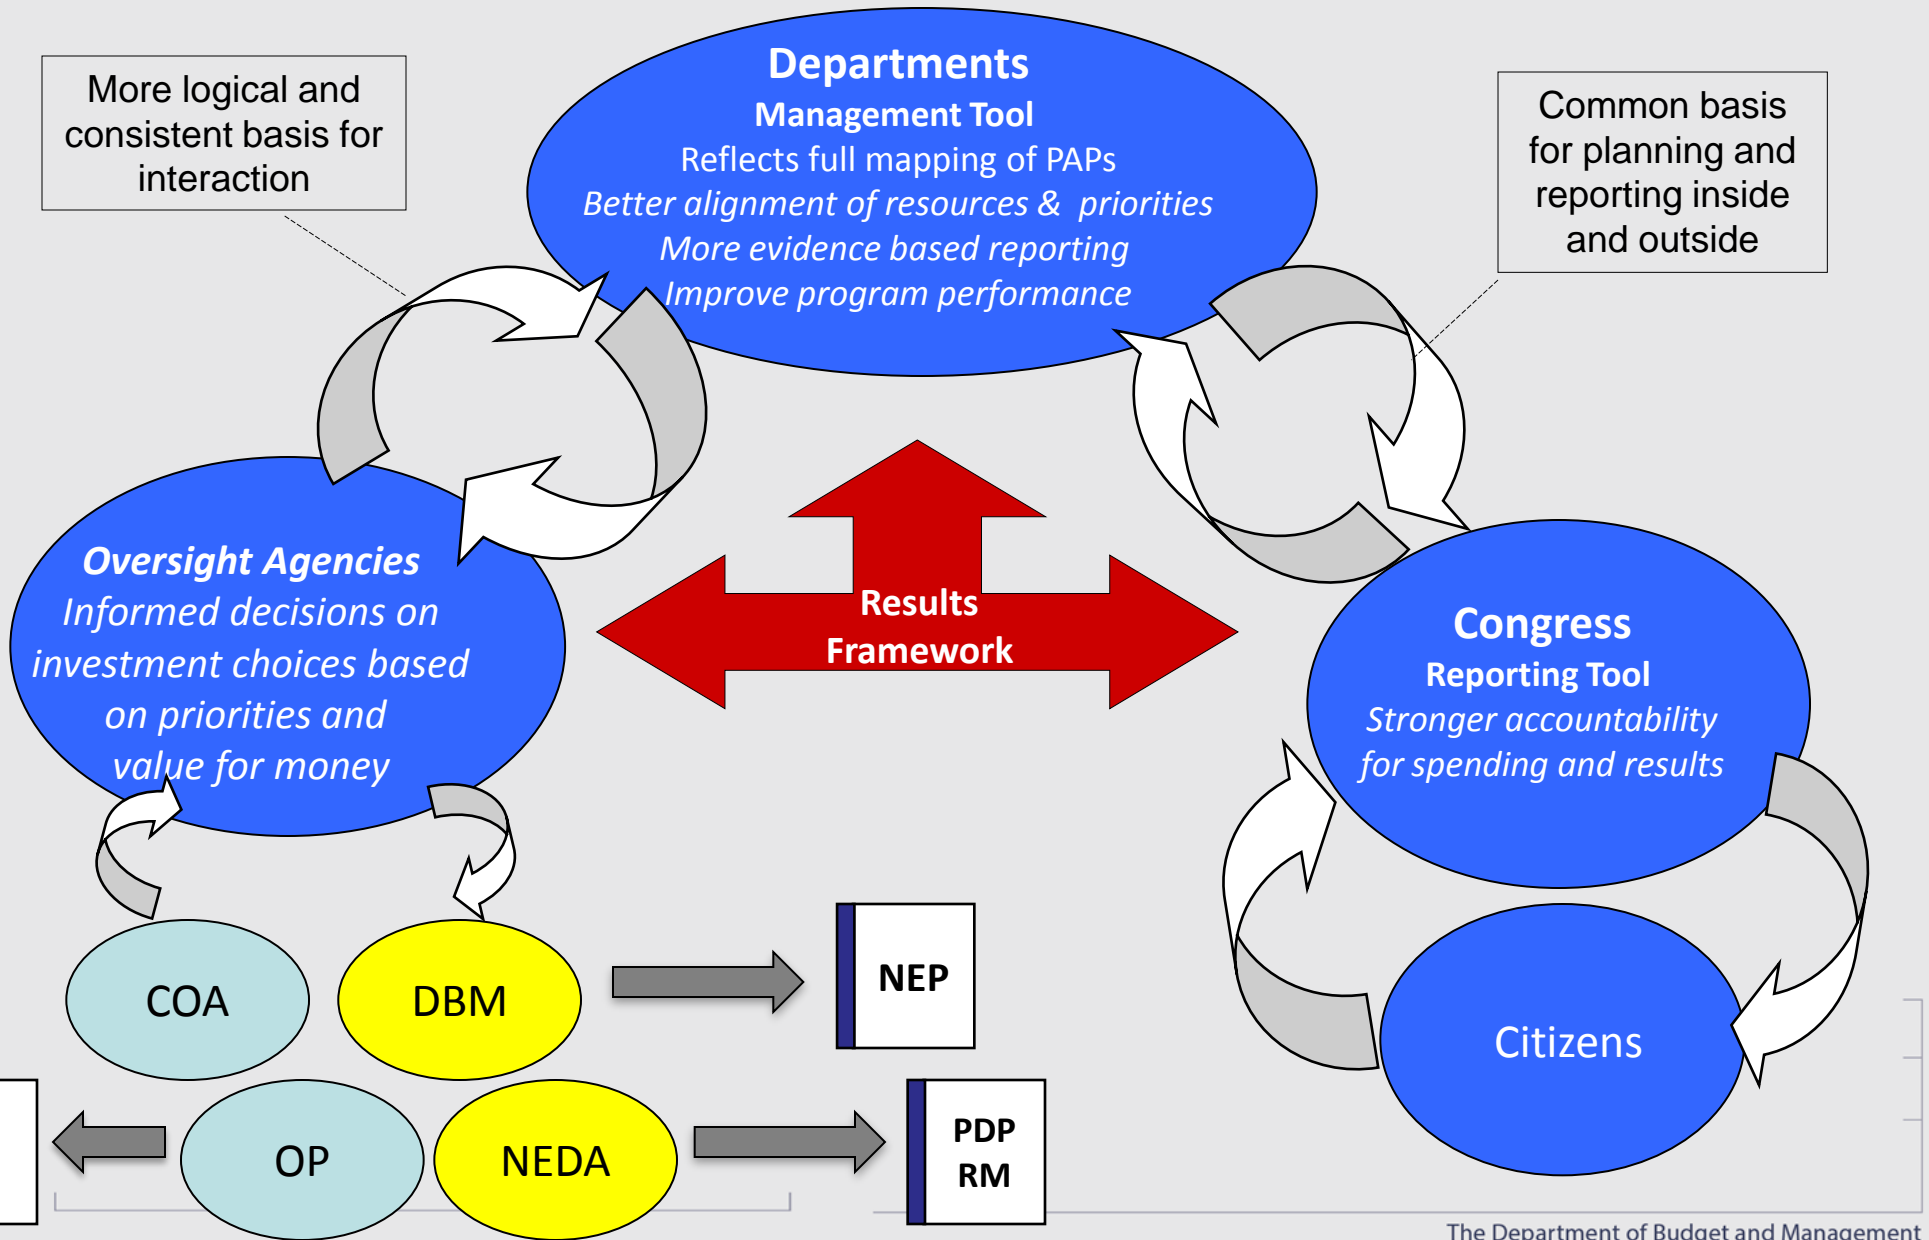 More logical and
consistent basis for
interaction
Departments
Management Tool
Reflects full mapping of PAPs
Better alignment of resources & priorities
More evidence based reporting
Improve program performance
Common basis
for planning and
reporting inside
and outside
Oversight Agencies
Informed decisions on
investment choices based
on priorities and
value for money
Results
Framework
Congress
Reporting Tool
Stronger accountability
for spending and results
COA
DBM
NEP
Citizens
OP
NEDA
PDP
RM
The Department of Budget and Management